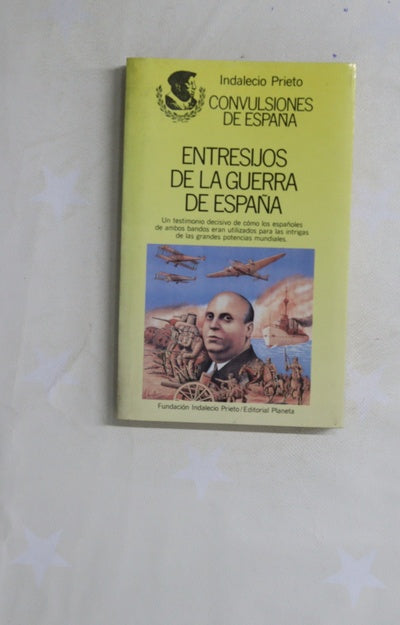 Indalecio Prieto
CONVULSIONES
DE ESPAÑA
ENTRESIJOS
DE LA GUERRA
DE ESPAÑA
Un testimonio decisivo de cómo los españoles
de ambos bandos eran utilizados para las intrigas
de las grandes potencias mundiales.
Fundación Indalecio Prieto/Editorial Planeta